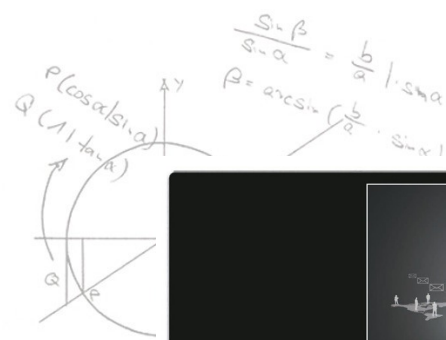 sin β / sin α = b/a | · sin α
β = arcsin (b/a · sin α)
P (cos α | sin α)
Q (1 | tan α)
Y
Q
P